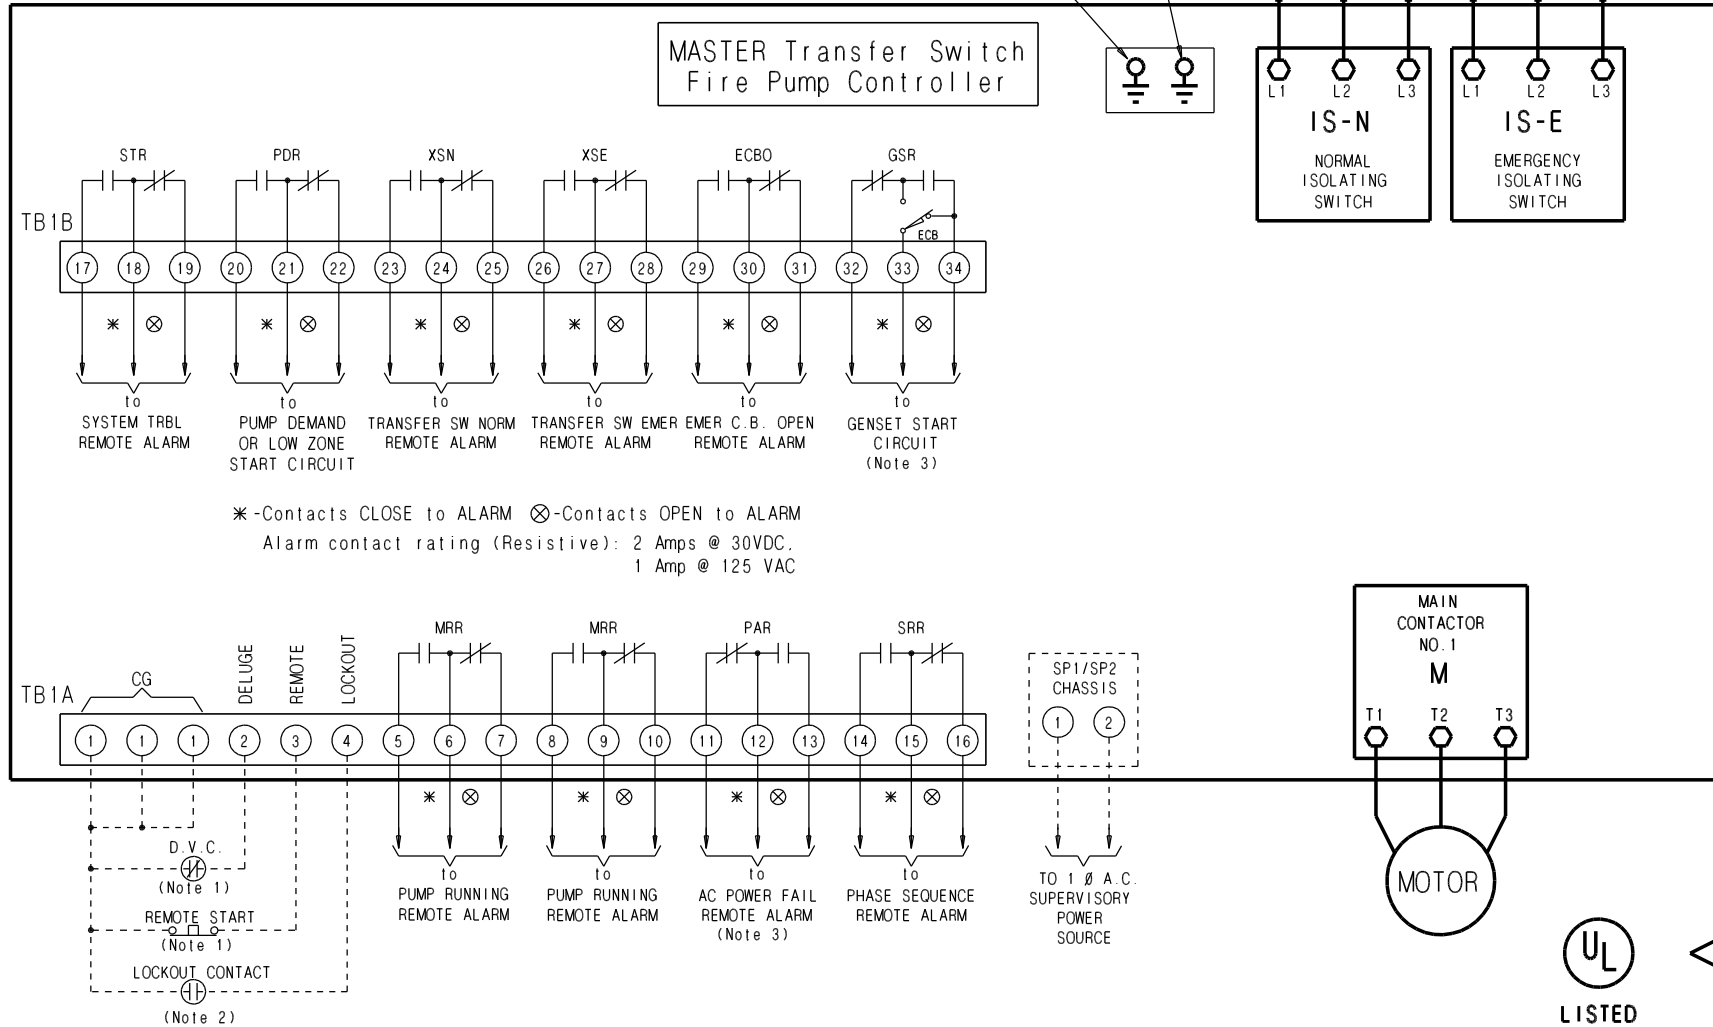 MASTER Transfer Switch
Fire Pump Controller
L1 L2 L3
IS-N
NORMAL
ISOLATING
SWITCH
L1 L2 L3
IS-E
EMERGENCY
ISOLATING
SWITCH
STR PDR XSN XSE ECBO GSR
ECB
TB1B
17 18 19 20 21 22 23 24 25 26 27 28 29 30 31 32 33 34
to
SYSTEM TRBL
REMOTE ALARM
to
PUMP DEMAND
OR LOW ZONE
START CIRCUIT
to
TRANSFER SW NORM
REMOTE ALARM
to
TRANSFER SW EMER
REMOTE ALARM
to
EMER C.B. OPEN
REMOTE ALARM
to
GENSET START
CIRCUIT
(Note 3)
-Contacts CLOSE to ALARM -Contacts OPEN to ALARM
Alarm contact rating (Resistive): 2 Amps @ 30VDC,
1 Amp @ 125 VAC
CG DELUGE REMOTE LOCKOUT MRR MRR PAR SRR
TB1A
1 1 1 2 3 4 5 6 7 8 9 10 11 12 13 14 15 16
SP1/SP2
CHASSIS
1 2
MAIN
CONTACTOR
NO.1
M
T1 T2 T3
D.V.C.
(Note 1)
REMOTE START
(Note 1)
LOCKOUT CONTACT
(Note 2)
to
PUMP RUNNING
REMOTE ALARM
to
PUMP RUNNING
REMOTE ALARM
to
AC POWER FAIL
REMOTE ALARM
(Note 3)
to
PHASE SEQUENCE
REMOTE ALARM
TO 1 Ø A.C.
SUPERVISORY
POWER
SOURCE
MOTOR
UL
LISTED